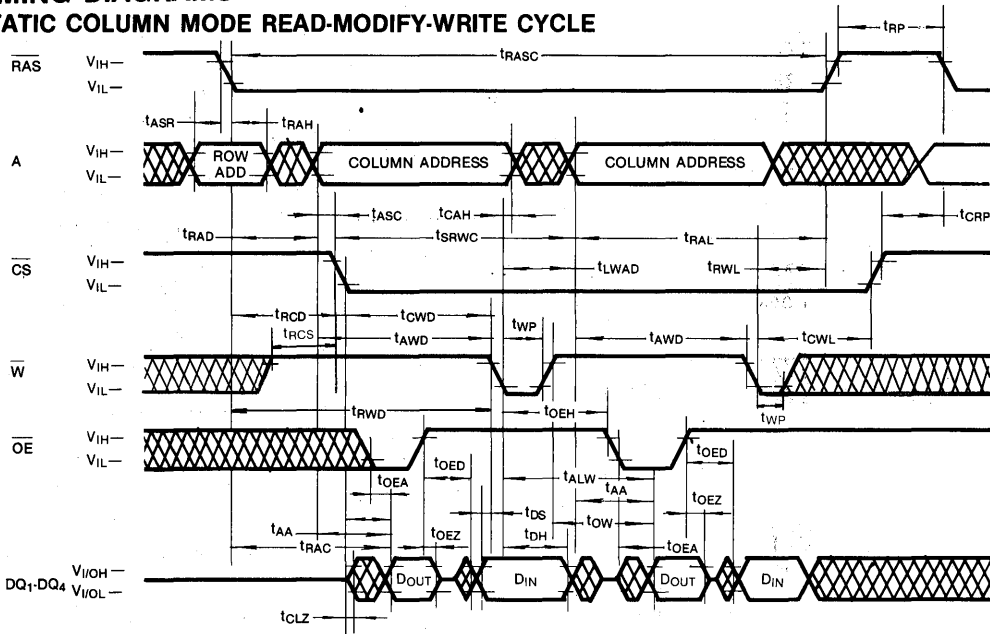 MING DIAGRAMS
TATIC COLUMN MODE READ-MODIFY-WRITE CYCLE
tRP
tRASC
RAS VIH—
VIL—
tASR tRAH
A VIH—
VIL—
ROW ADD COLUMN ADDRESS COLUMN ADDRESS
tASC tCAH tCRP
tRAD tSRWC tRAL
CS VIH—
VIL—
tLWAD tRWL
tRCD tCWD tWP
tRCS tAWD tAWD tCWL
W VIH—
VIL—
tRWD tOEH tWP
OE VIH—
VIL—
tOED tALW tOED
tOEA tAA tOEZ
tDS tOW
tAA tOEZ tDH tOEA
tRAC
DQ1-DQ4 VI/OH—
VI/OL—
DOUT DIN DOUT DIN
tCLZ